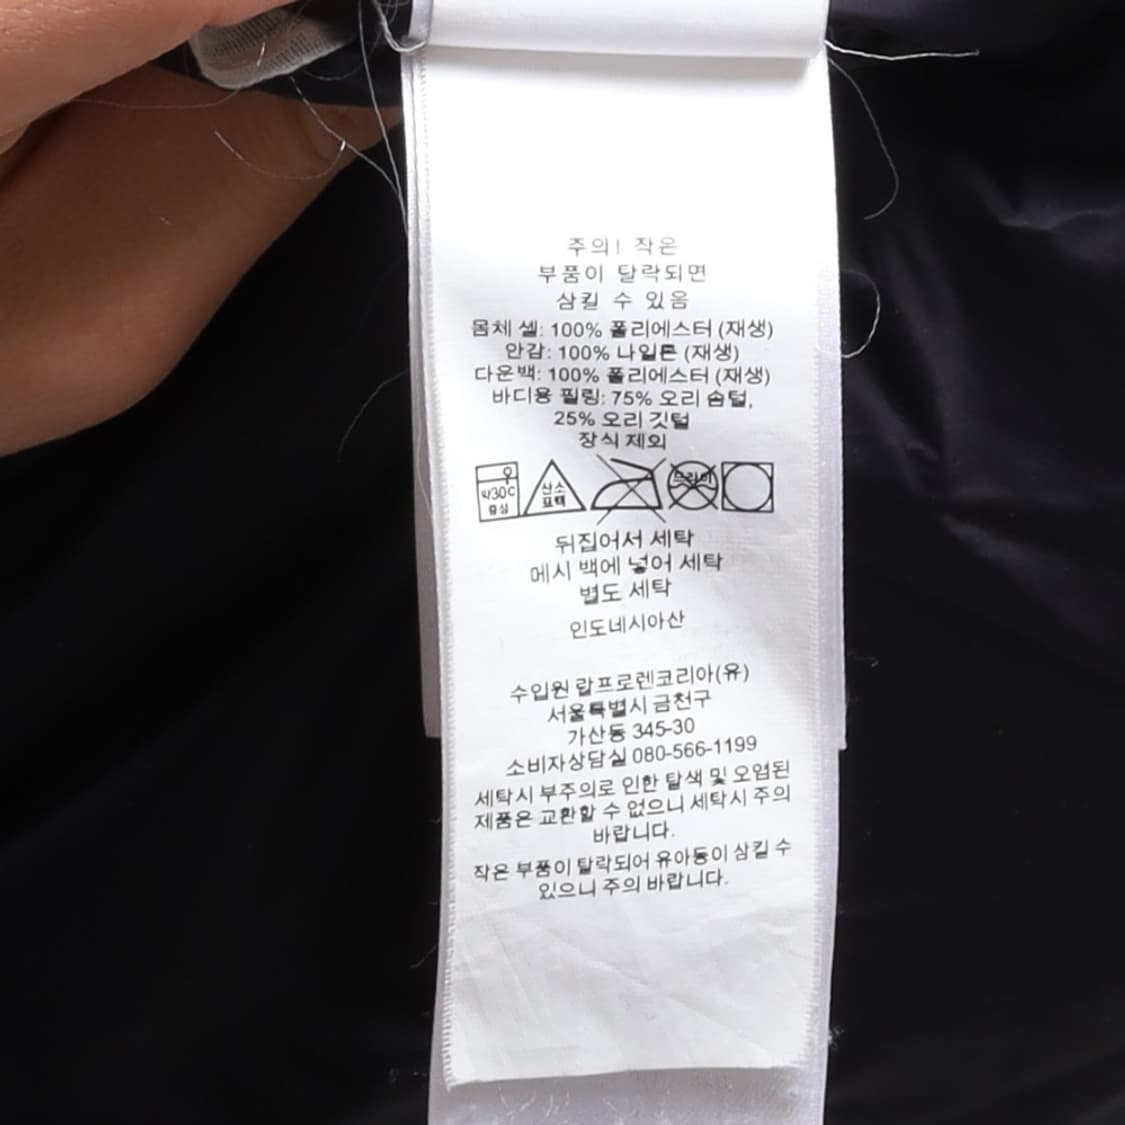 주의! 작은
부품이 탈락되면
삼킬 수 있음
몸체 셸: 100% 폴리에스터 (재생)
안감: 100% 나일론 (재생)
다운백: 100% 폴리에스터 (재생)
바디용 필링: 75% 오리 솜털,
25% 오리 깃털
장식 제외
약30C 중성 산소 표백 드라이
뒤집어서 세탁
메시 백에 넣어 세탁
별도 세탁
인도네시아산
수입원 랄프로렌코리아(유)
서울특별시 금천구
가산동 345-30
소비자상담실 080-566-1199
세탁시 부주의로 인한 탈색 및 오염된
제품은 교환할 수 없으니 세탁시 주의
바랍니다.
작은 부품이 탈락되어 유아동이 삼킬 수
있으니 주의 바랍니다.